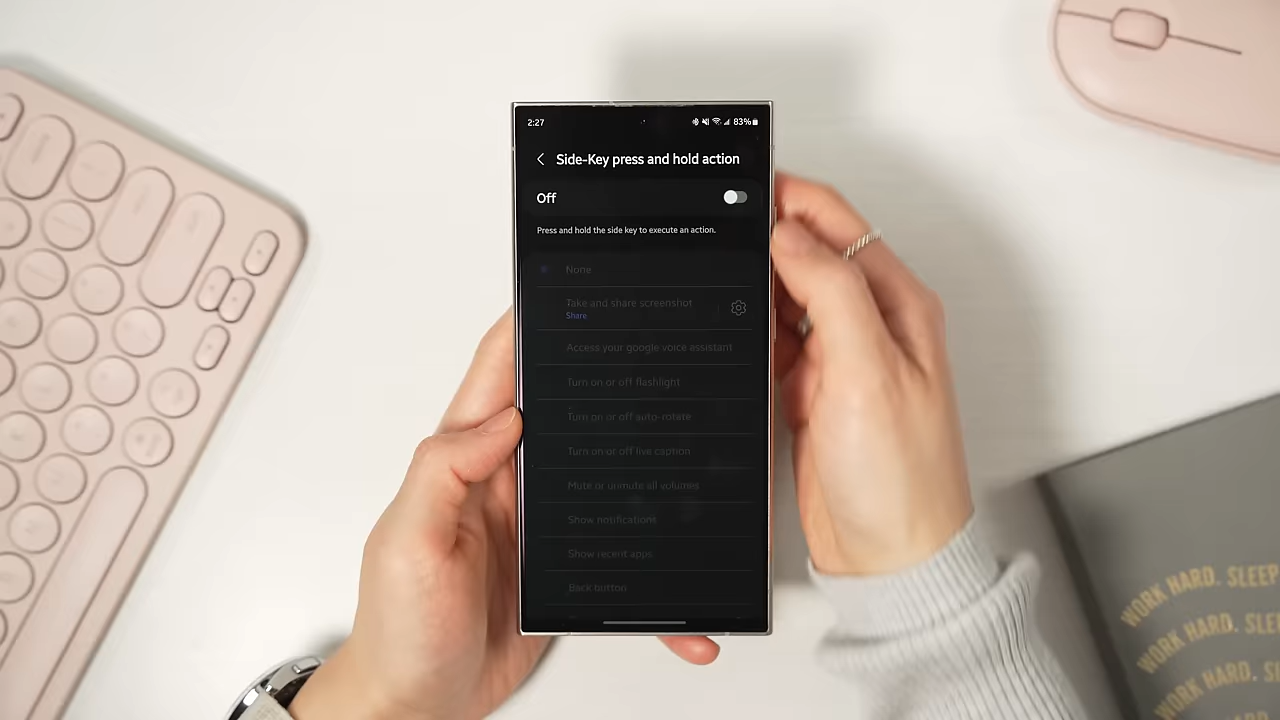 2:27
83%
Side-Key press and hold action
Off
Press and hold the side key to execute an action.
None
Take and share screenshot
Share
Access your google voice assistant
Turn on or off flashlight
Turn on or off auto-rotate
Turn on or off live caption
Mute or unmute all volumes
Show notifications
Show recent apps
Back button
WORK HARD. SLEEP
WORK HARD. SLE
WORK HARD. SL